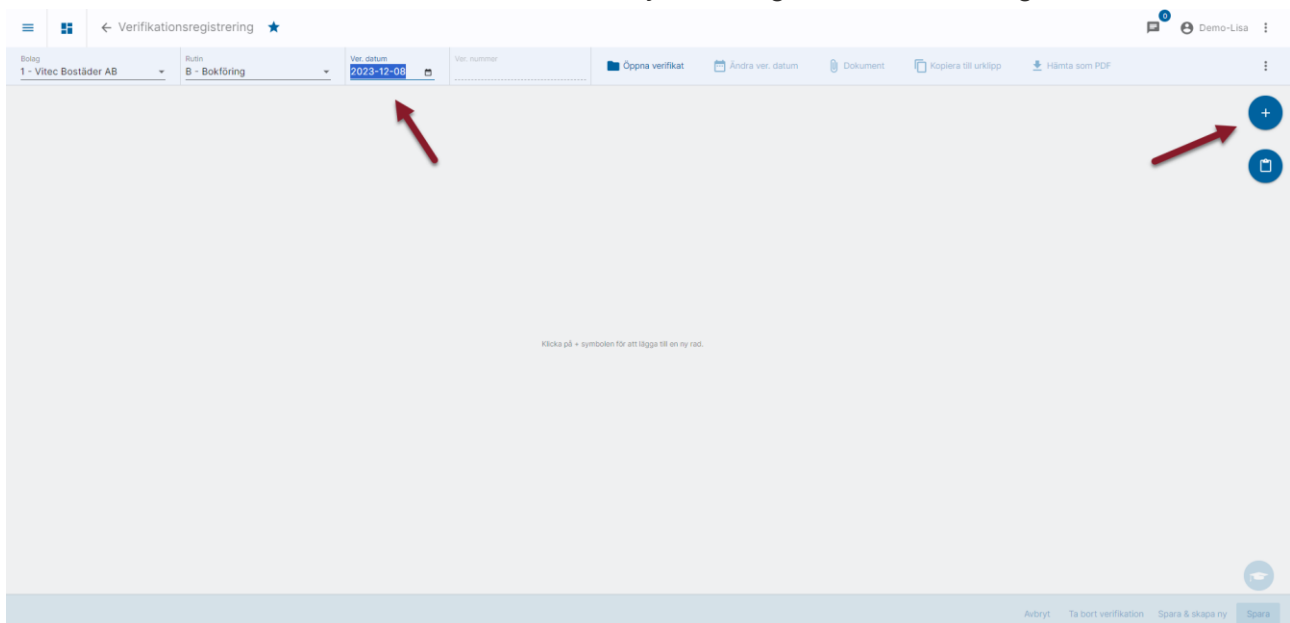 0
Verifikationsregistrering
Demo-Lisa
Bolag
Rutin
Ver. datum
Ver. nummer
1 - Vitec Bostäder AB
B - Bokföring
2023-12-08
Öppna verifikat
Ändra ver. datum
Dokument
Kopiera till urklipp
Hämta som PDF
Klicka på + symbolen för att lägga till en ny rad.
Avbryt
Ta bort verifikation
Spara & skapa ny
Spara